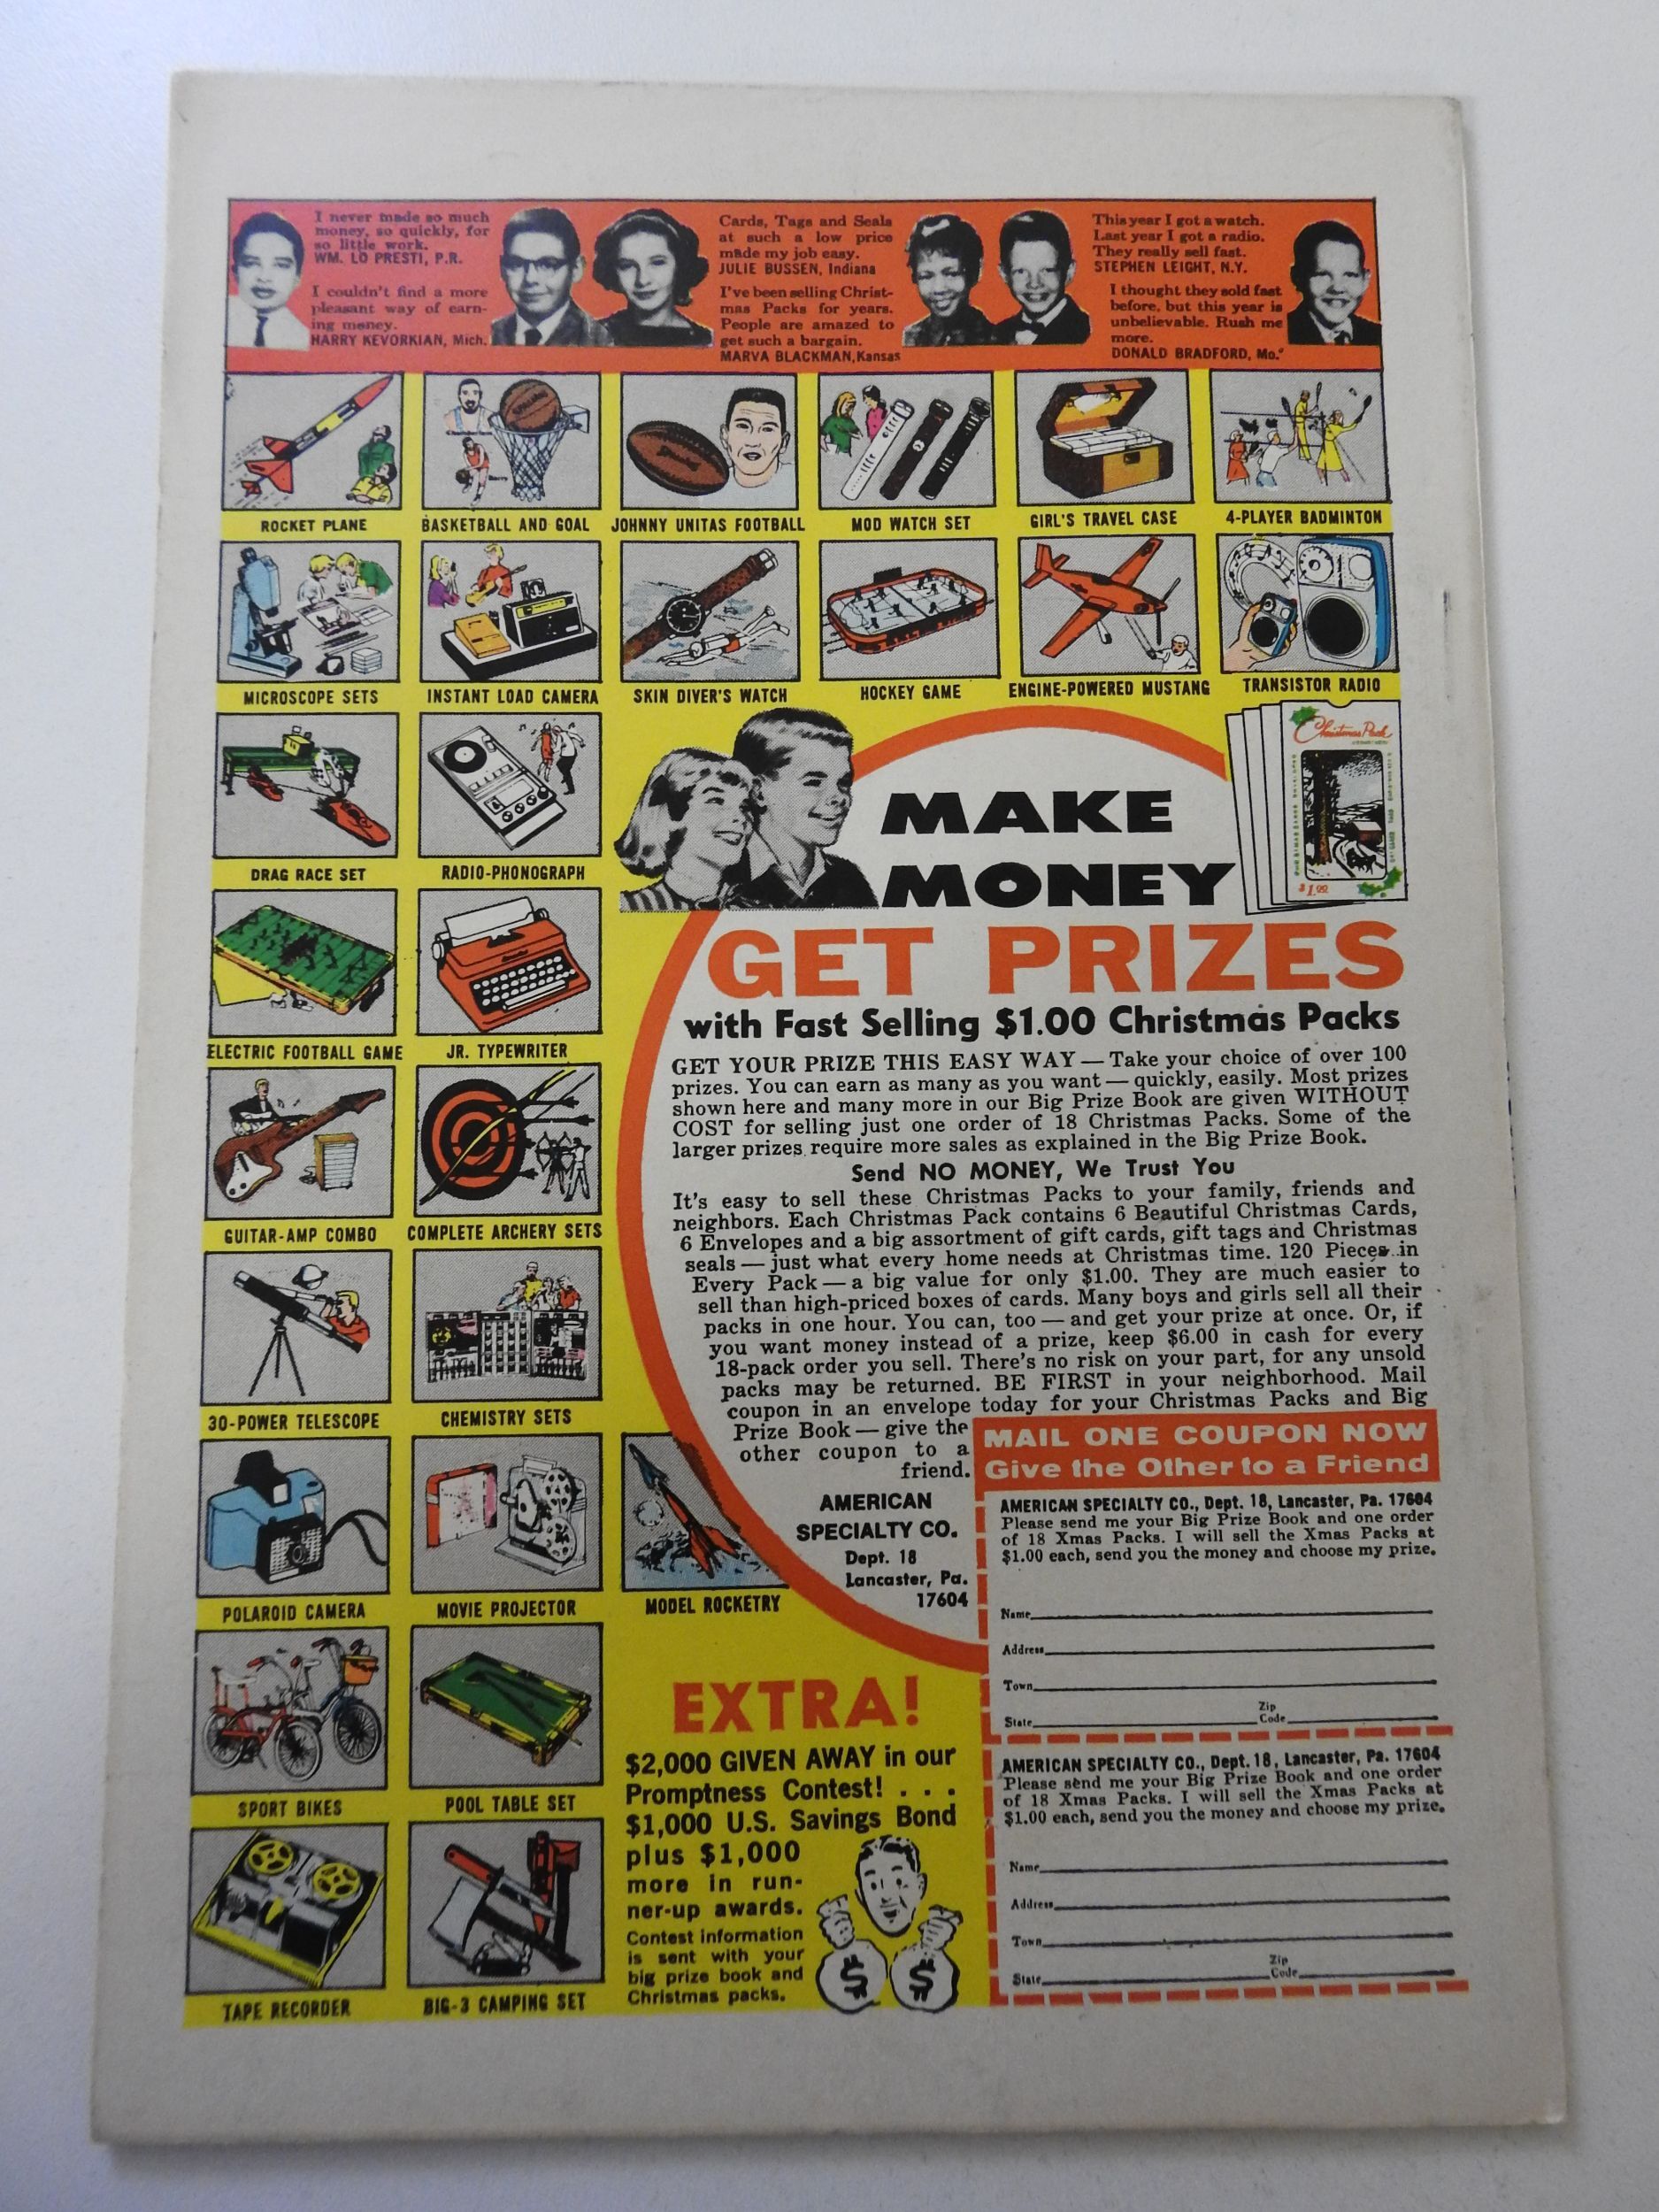 I never made so much
money, so quickly, for
so little work.
WM. LO PRESTI, P.R.
I couldn't find a more
pleasant way of earn-
ing money.
HARRY KEVORKIAN, Mich.
Cards, Tags and Seals
at such a low price
made my job easy.
JULIE BUSSEN, Indiana
I've been selling Christ-
mas Packs for years.
People are amazed to
get such a bargain.
MARVA BLACKMAN, Kansas
This year I got a watch.
Last year I got a radio.
They really sell fast.
STEPHEN LEIGHT, N.Y.
I thought they sold fast
before, but this year is
unbelievable. Rush me
more.
DONALD BRADFORD, Mo."
ROCKET PLANE
BASKETBALL AND GOAL
JOHNNY UNITAS FOOTBALL
MOD WATCH SET
GIRL'S TRAVEL CASE
4-PLAYER BADMINTON
MICROSCOPE SETS
INSTANT LOAD CAMERA
SKIN DIVER'S WATCH
HOCKEY GAME
ENGINE-POWERED MUSTANG
TRANSISTOR RADIO
DRAG RACE SET
RADIO-PHONOGRAPH
ELECTRIC FOOTBALL GAME
JR. TYPEWRITER
GUITAR-AMP COMBO
COMPLETE ARCHERY SETS
30-POWER TELESCOPE
CHEMISTRY SETS
POLAROID CAMERA
MOVIE PROJECTOR
MODEL ROCKETRY
SPORT BIKES
POOL TABLE SET
TAPE RECORDER
BIG-3 CAMPING SET
Christmas Pack
$1.00
MAKE
MONEY
GET PRIZES
with Fast Selling $1.00 Christmas Packs
GET YOUR PRIZE THIS EASY WAY — Take your choice of over 100
prizes. You can earn as many as you want — quickly, easily. Most prizes
shown here and many more in our Big Prize Book are given WITHOUT
COST for selling just one order of 18 Christmas Packs. Some of the
larger prizes require more sales as explained in the Big Prize Book.
Send NO MONEY, We Trust You
It's easy to sell these Christmas Packs to your family, friends and
neighbors. Each Christmas Pack contains 6 Beautiful Christmas Cards,
6 Envelopes and a big assortment of gift cards, gift tags and Christmas
seals — just what every home needs at Christmas time. 120 Pieces in
Every Pack — a big value for only $1.00. They are much easier to
sell than high-priced boxes of cards. Many boys and girls sell all their
packs in one hour. You can, too — and get your prize at once. Or, if
you want money instead of a prize, keep $6.00 in cash for every
18-pack order you sell. There's no risk on your part, for any unsold
packs may be returned. BE FIRST in your neighborhood. Mail
coupon in an envelope today for your Christmas Packs and Big
Prize Book — give the
other coupon to a
friend.
AMERICAN
SPECIALTY CO.
Dept. 18
Lancaster, Pa.
17604
EXTRA!
$2,000 GIVEN AWAY in our
Promptness Contest! . . .
$1,000 U.S. Savings Bond
plus $1,000
more in run-
ner-up awards.
Contest information
is sent with your
big prize book and
Christmas packs.
$ $
MAIL ONE COUPON NOW
Give the Other to a Friend
AMERICAN SPECIALTY CO., Dept. 18, Lancaster, Pa. 17604
Please send me your Big Prize Book and one order
of 18 Xmas Packs. I will sell the Xmas Packs at
$1.00 each, send you the money and choose my prize.
Name
Address
Town
State Zip Code
AMERICAN SPECIALTY CO., Dept. 18, Lancaster, Pa. 17604
Please send me your Big Prize Book and one order
of 18 Xmas Packs. I will sell the Xmas Packs at
$1.00 each, send you the money and choose my prize.
Name
Address
Town
State Zip Code